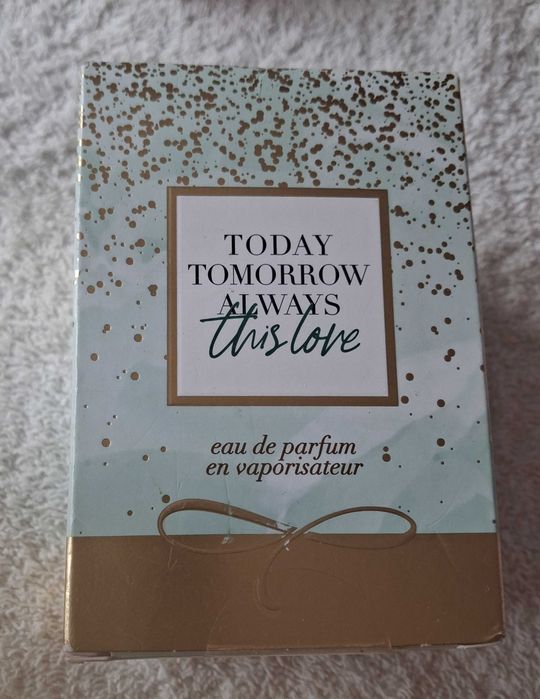 TODAY
TOMORROW
ALWAYS
this love
eau de parfum
en vaporisateur